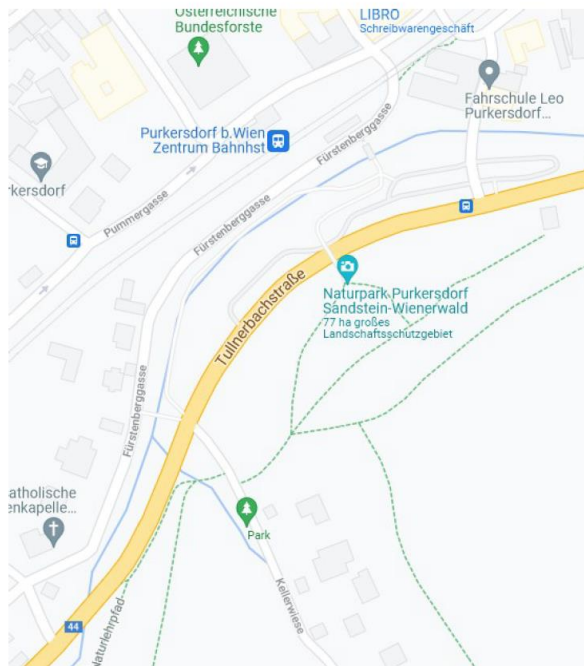 Österreichische
Bundesforste
LIBRO
Schreibwarengeschäft
Fahrschule Leo
Purkersdorf...
Purkersdorf b.Wien
Zentrum Bahnhst
Fürstenberggasse
rkersdorf
Pummergasse
Fürstenberggasse
Naturpark Purkersdorf
Sandstein-Wienerwald
77 ha großes
Landschaftsschutzgebiet
Tullnerbachstraße
Fürstenberggasse
atholische
enkapelle...
Park
Kellerwiese
44
Naturlehrpfad